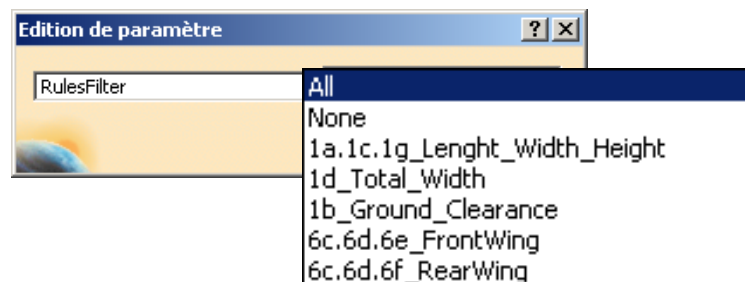 Edition de paramètre
RulesFilter
All
None
1a.1c.1g_Lenght_Width_Height
1d_Total_Width
1b_Ground_Clearance
6c.6d.6e_FrontWing
6c.6d.6f_RearWing